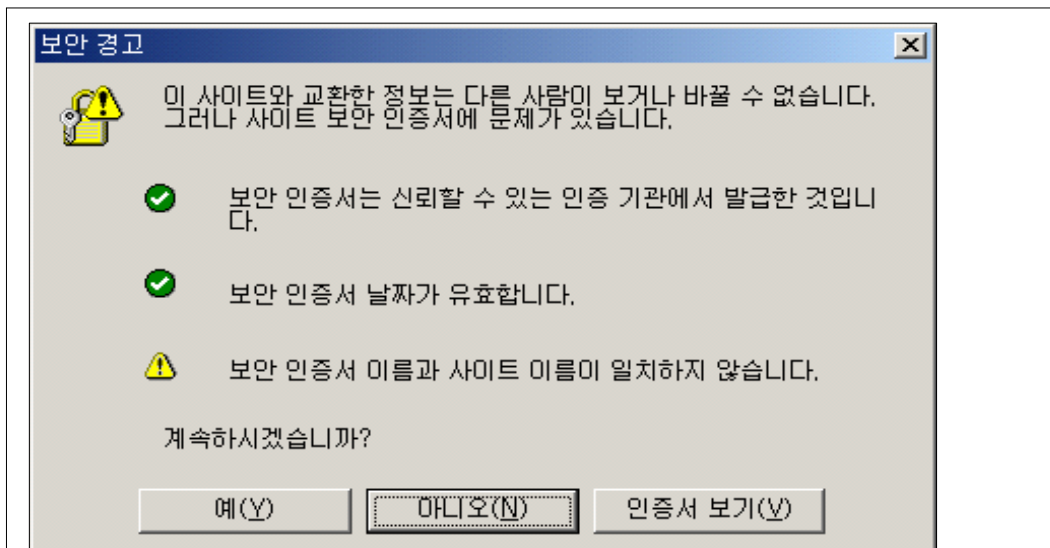 보안 경고
이 사이트와 교환한 정보는 다른 사람이 보거나 바꿀 수 없습니다.
그러나 사이트 보안 인증서에 문제가 있습니다.
보안 인증서는 신뢰할 수 있는 인증 기관에서 발급한 것입니
다.
보안 인증서 날짜가 유효합니다.
보안 인증서 이름과 사이트 이름이 일치하지 않습니다.
계속하시겠습니까?
예(Y) 아니오(N) 인증서 보기(V)